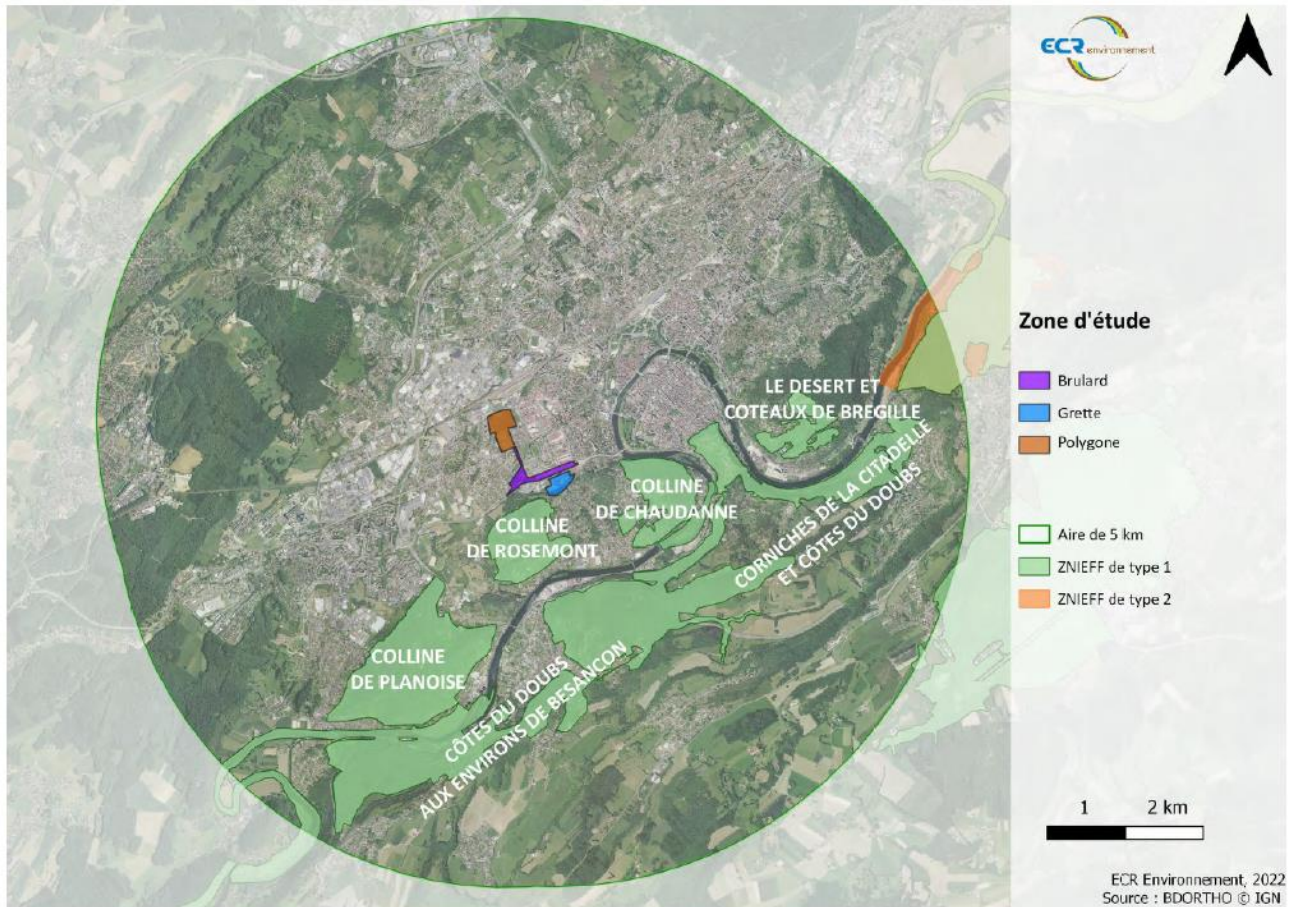 ECR environnement
LE DESERT ET
COTEAUX DE BREGILLE
COLLINE
DE CHAUDANNE
COLLINE
DE ROSEMONT
CORNICHES DE LA CITADELLE
ET CÔTES DU DOUBS
COLLINE
DE PLANOISE
CÔTES DU DOUBS
AUX ENVIRONS DE BESANCON
Zone d'étude
Brulard
Grette
Polygone
Aire de 5 km
ZNIEFF de type 1
ZNIEFF de type 2
1 2 km
ECR Environnement, 2022
Source : BDORTHO © IGN